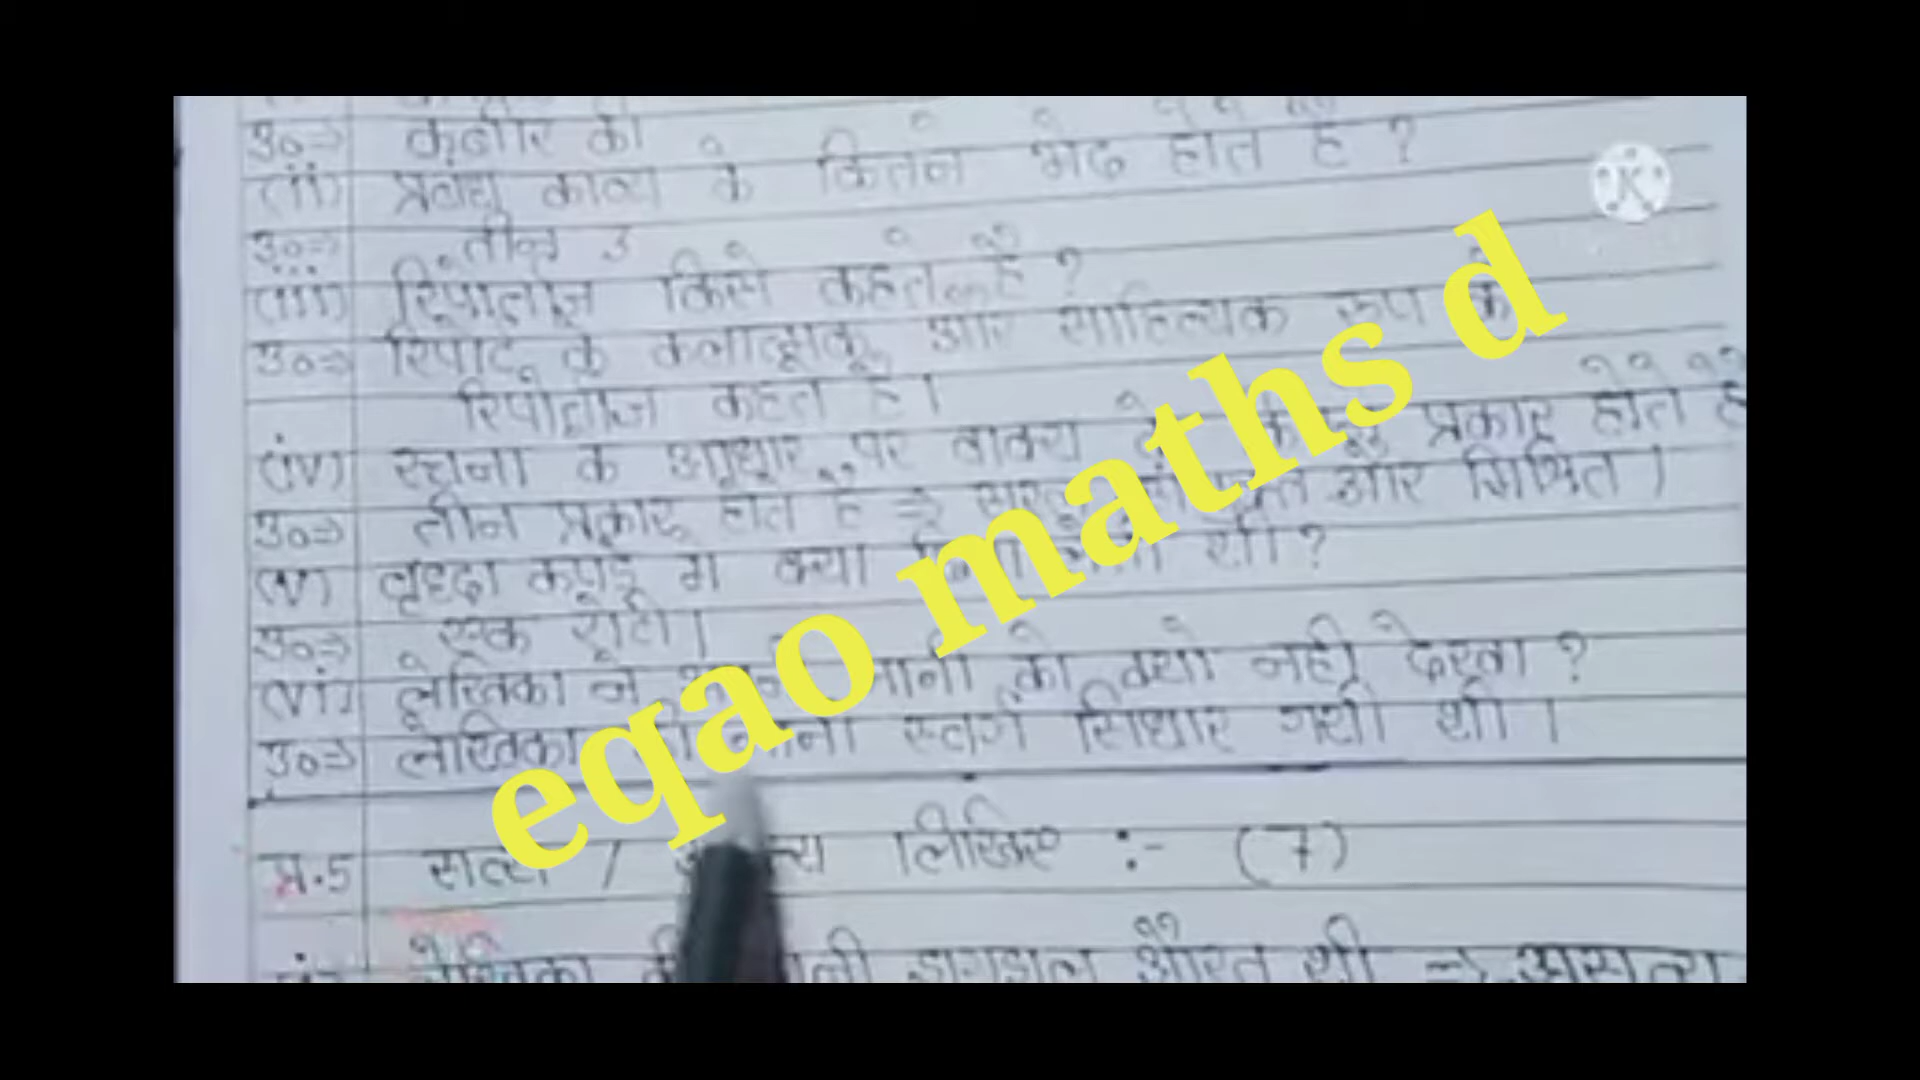 उ०⇒ कबीर की
(ii) प्रबंध काव्य के कितने भेद होते है ?
उ०⇒ तीन 3
(iii) रिपोर्ताज किसे कहते है ?
उ०⇒ रिपोर्ट के कलात्मक और साहित्यिक रूप को
रिपोर्ताज कहते है।
(iv) रचना के आधार पर वाक्य के प्रकार होते है
उ०⇒ तीन प्रकार होते है ⇒ सरल और मिश्रित।
(v) वृध्दा कपड़े में क्या थी?
उ०⇒ एक रोटी।
(vi) लेखिका ने नानी को क्यो नही देखा ?
उ०⇒ लेखिका की नानी स्वर्ग सिधार गयी थी।
प्र.5 सत्य / असत्य लिखिए :- (7)
लेखिका की नानी औरत थी → असत्य
K
eqao maths d